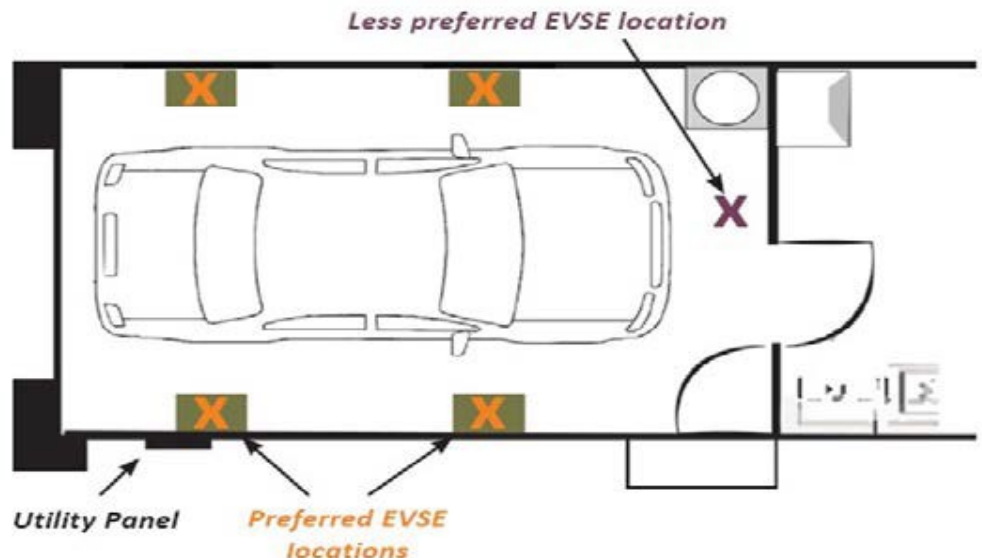 Less preferred EVSE location
X
X
X
X
X
Utility Panel
Preferred EVSE
locations